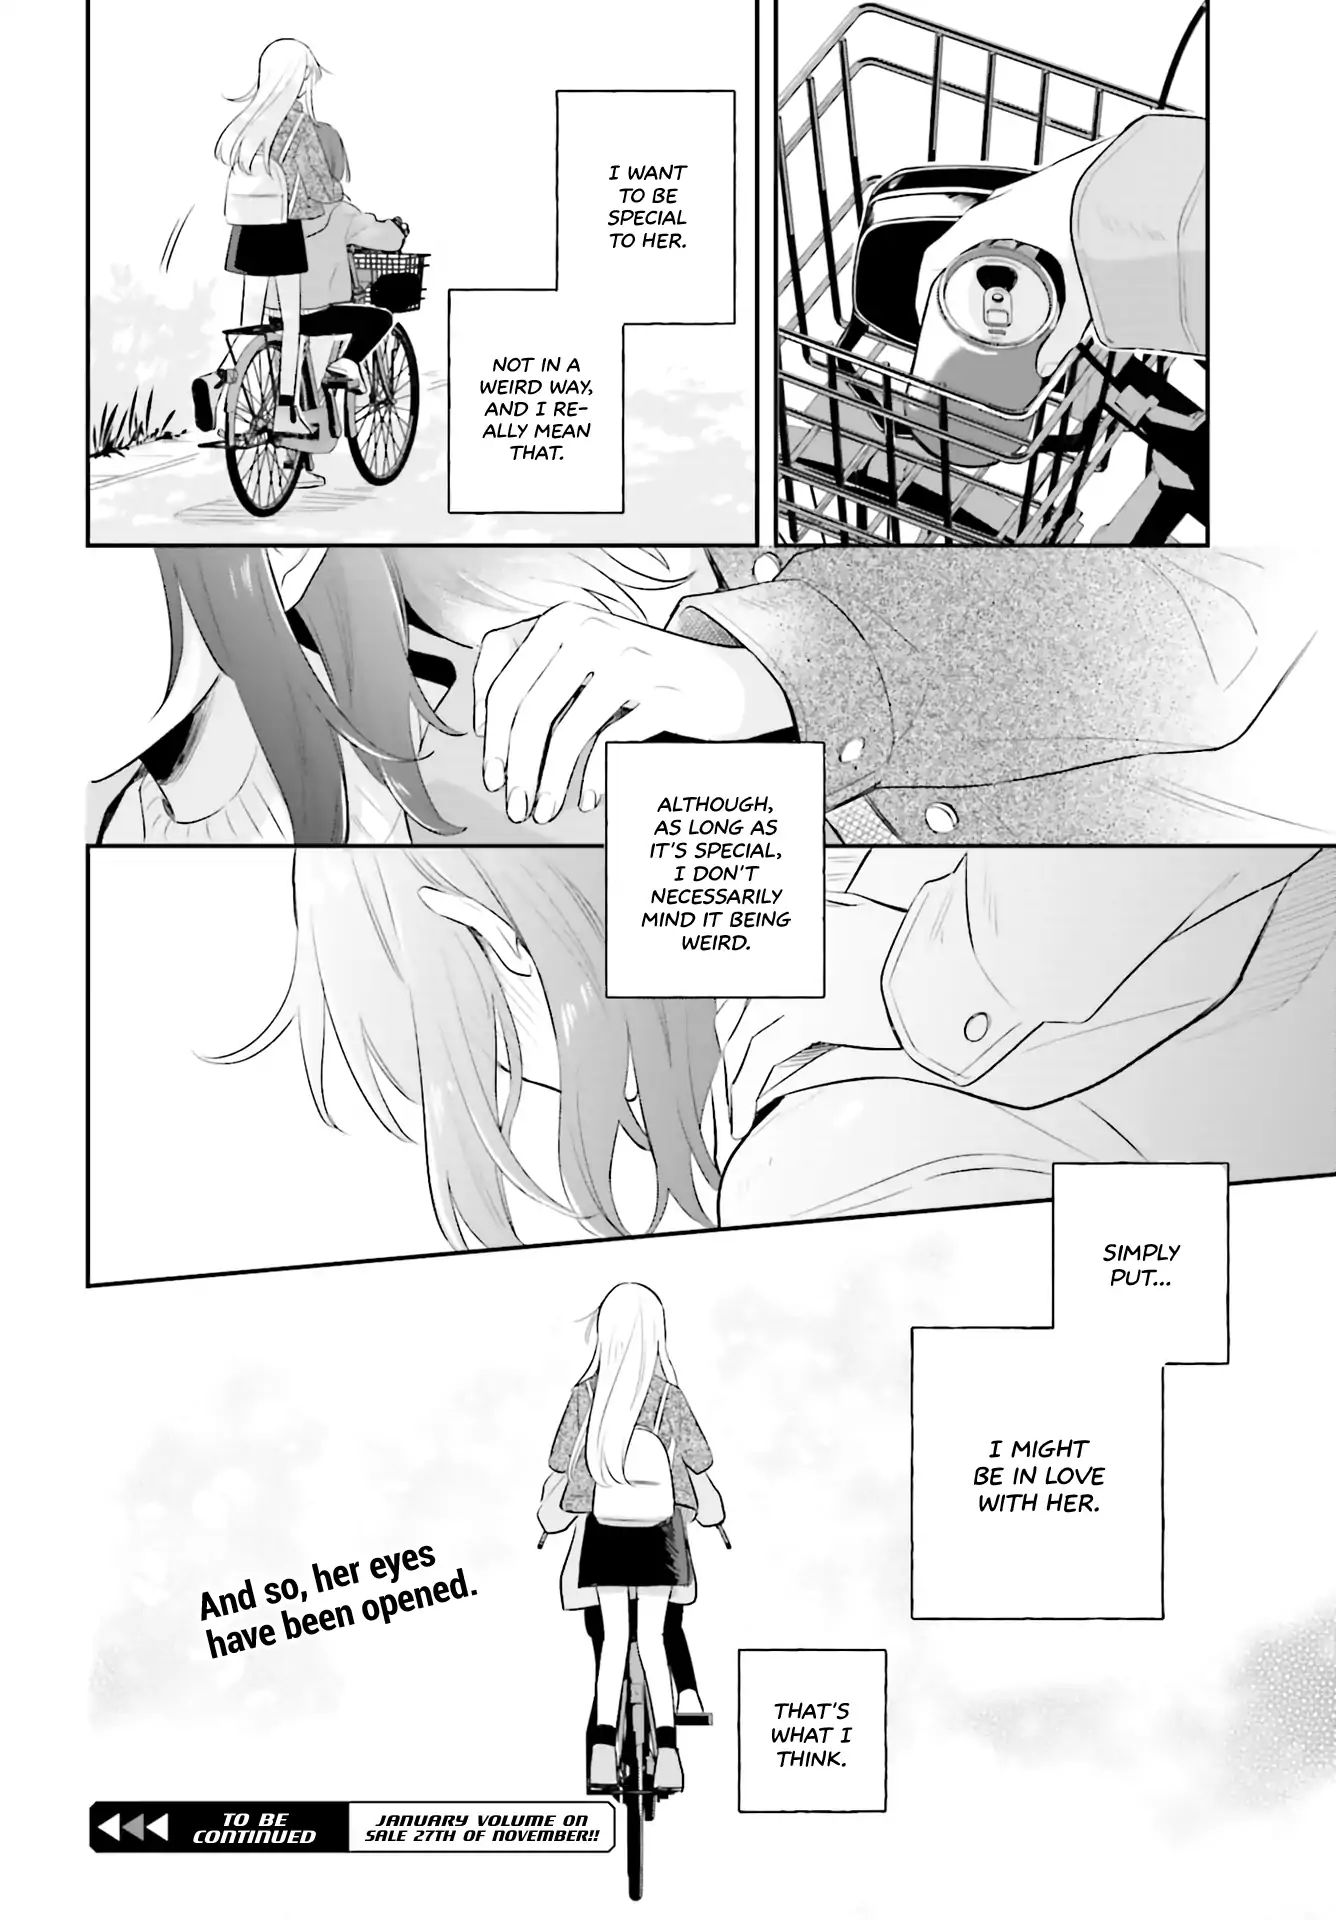 I WANT
TO BE
SPECIAL
TO HER.
NOT IN A
WEIRD WAY,
AND I RE-
ALLY MEAN
THAT.
ALTHOUGH,
AS LONG AS
IT'S SPECIAL,
I DON'T
NECESSARILY
MIND IT BEING
WEIRD.
SIMPLY
PUT...
I MIGHT
BE IN LOVE
WITH HER.
And so, her eyes
have been opened.
THAT'S
WHAT I
THINK.
TO BE
CONTINUED
JANUARY VOLUME ON
SALE 27TH OF NOVEMBER!!